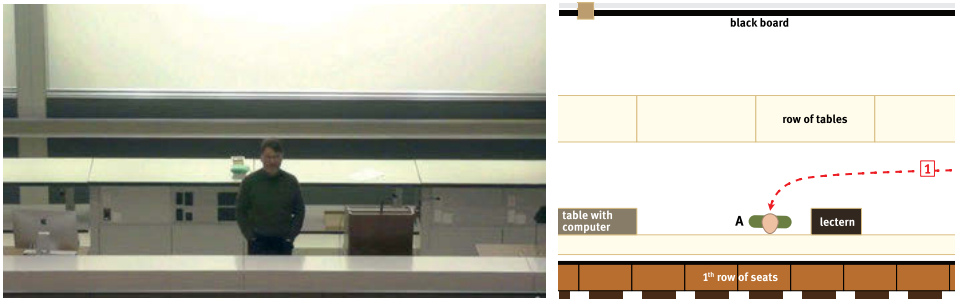 black board
row of tables
1
table with
computer
A
lectern
1th row of seats